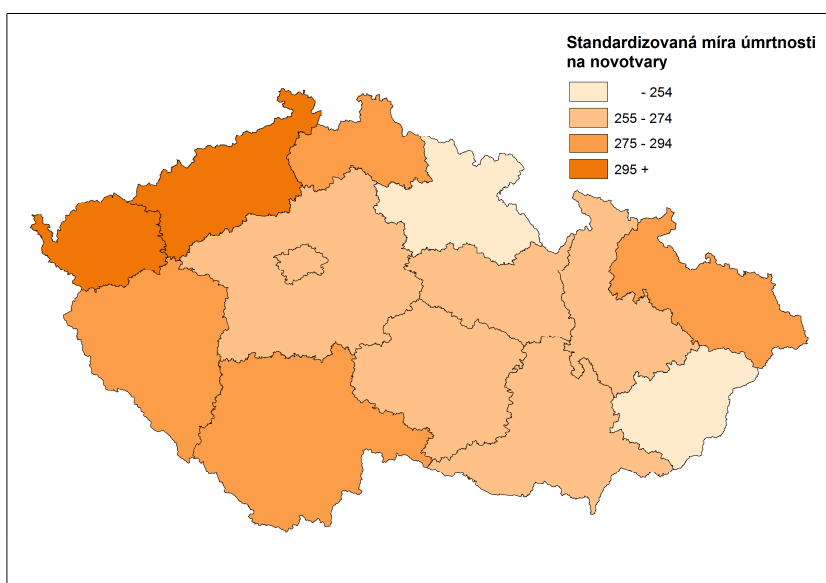 Standardizovaná míra úmrtnosti
na novotvary
- 254
255 - 274
275 - 294
295 +